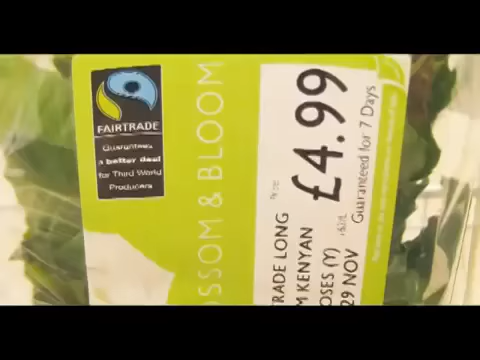 FAIRTRADE
Guarantees
a better deal
for Third World
Producers
OSSOM & BLOOM
£4.99
Guaranteed for 7 Days
TRADE LONG
M KENYAN
OSES (Y)
29 NOV